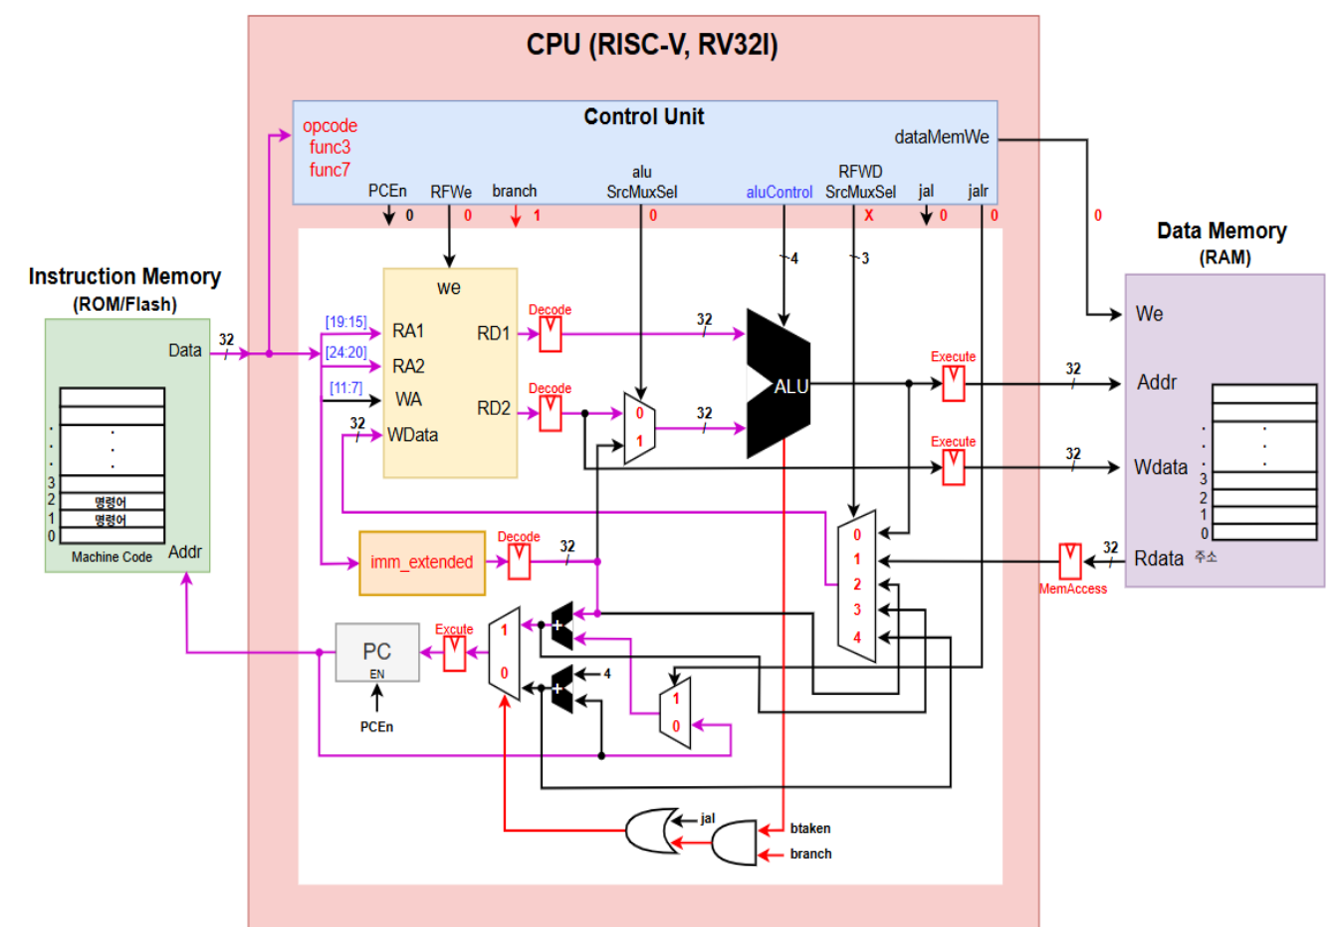 CPU (RISC-V, RV32I)
Control Unit
opcode
func3
func7
dataMemWe
PCEn
RFWe
branch
alu
SrcMuxSel
aluControl
RFWD
SrcMuxSel
jal
jalr
0
0
1
0
X
0
0
0
4
3
Instruction Memory
(ROM/Flash)
Data
32
3
2 명령어
1 명령어
0
Machine Code
Addr
we
[19:15]
RA1
[24:20]
RA2
[11:7]
WA
32
WData
RD1
RD2
Decode
Decode
32
0
1
32
ALU
Execute
32
Execute
32
Data Memory
(RAM)
We
Addr
Wdata
3
2
1
0
Rdata
주소
32
MemAccess
imm_extended
Decode
32
0
1
2
3
4
PC
EN
PCEn
Excute
1
0
+
+
4
1
0
jal
btaken
branch